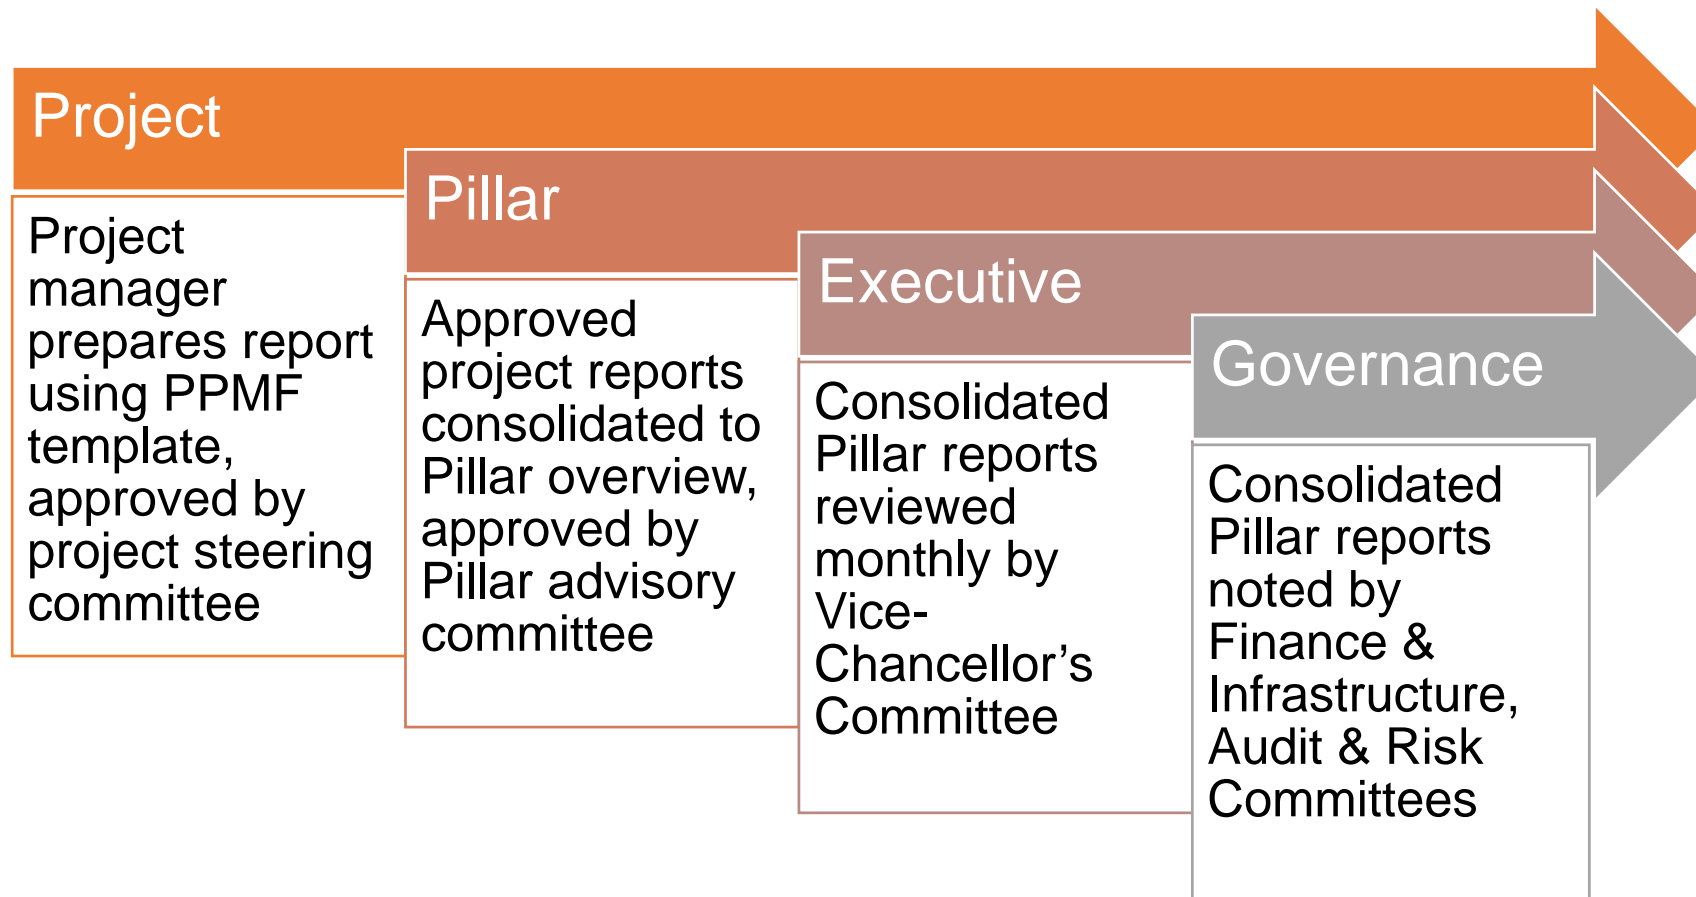 Project
Project
manager
prepares report
using PPMF
template,
approved by
project steering
committee
Pillar
Approved
project reports
consolidated to
Pillar overview,
approved by
Pillar advisory
committee
Executive
Consolidated
Pillar reports
reviewed
monthly by
Vice-
Chancellor’s
Committee
Governance
Consolidated
Pillar reports
noted by
Finance &
Infrastructure,
Audit & Risk
Committees